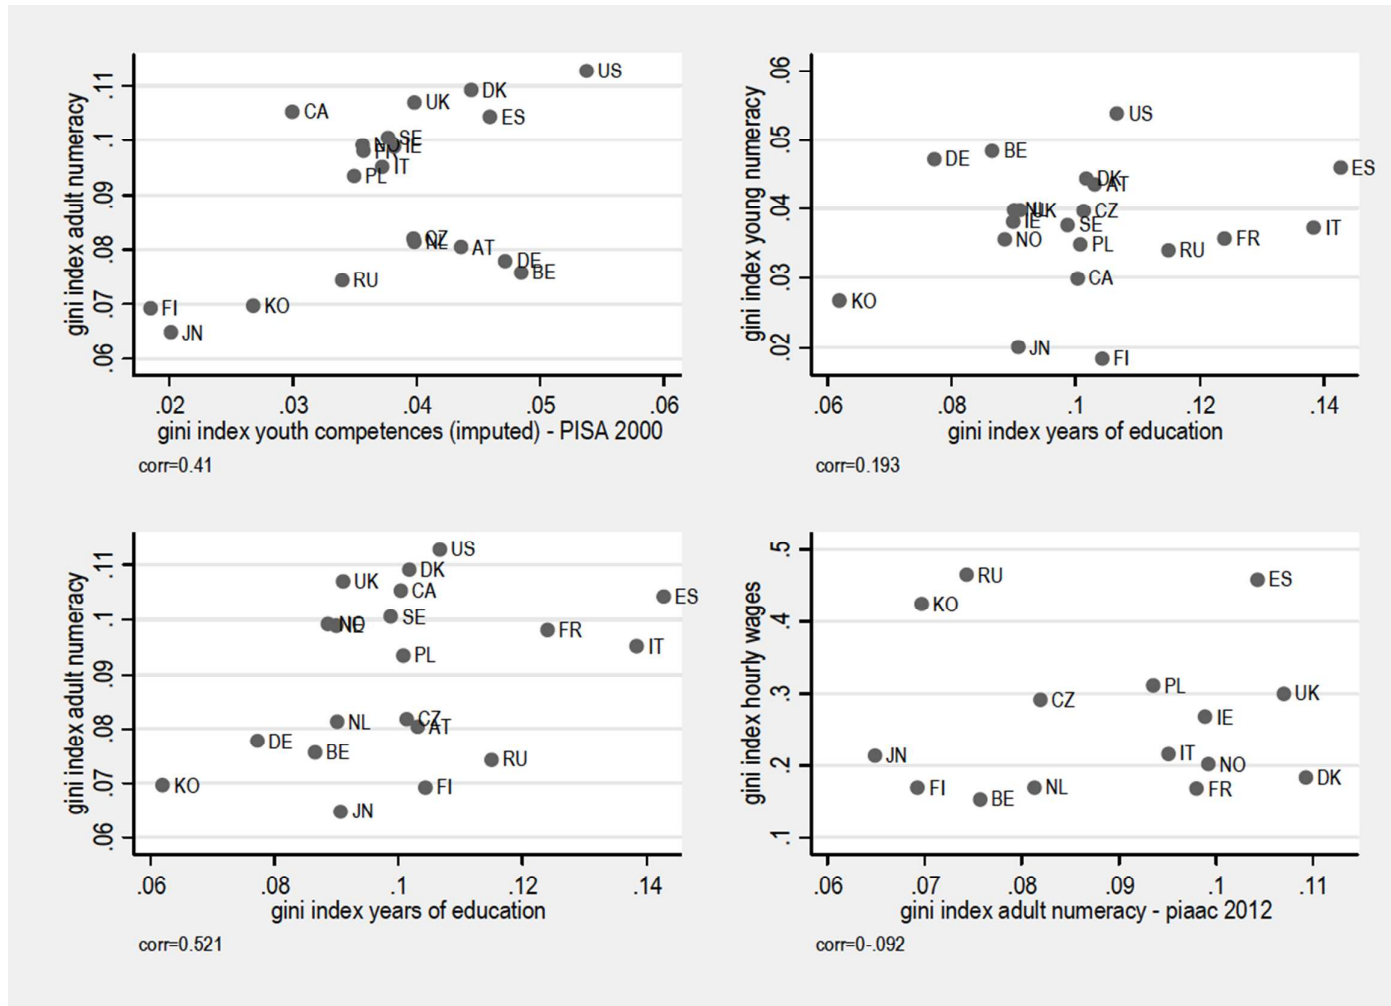 gini index adult numeracy
.06 .07 .08 .09 .1 .11
US
DK
UK
CA
ES
SE
IE
FR
IT
PL
CZ
NL
AT
DE
BE
RU
FI
KO
JN
.02 .03 .04 .05 .06
gini index youth competences (imputed) - PISA 2000
corr=0.41
gini index young numeracy
.02 .03 .04 .05 .06
US
BE
DE
ES
DK
AT
NL
UK
CZ
IE
SE
IT
NO
PL
FR
RU
CA
KO
JN
FI
.06 .08 .1 .12 .14
gini index years of education
corr=0.193
gini index adult numeracy
.06 .07 .08 .09 .1 .11
US
DK
UK
CA
ES
SE
NO
IE
FR
IT
PL
CZ
NL
AT
DE
BE
RU
KO
FI
JN
.06 .08 .1 .12 .14
gini index years of education
corr=0.521
gini index hourly wages
.1 .2 .3 .4 .5
RU
ES
KO
PL
UK
CZ
IE
JN
IT
NO
DK
FI
NL
FR
BE
.06 .07 .08 .09 .1 .11
gini index adult numeracy - piaac 2012
corr=0-.092